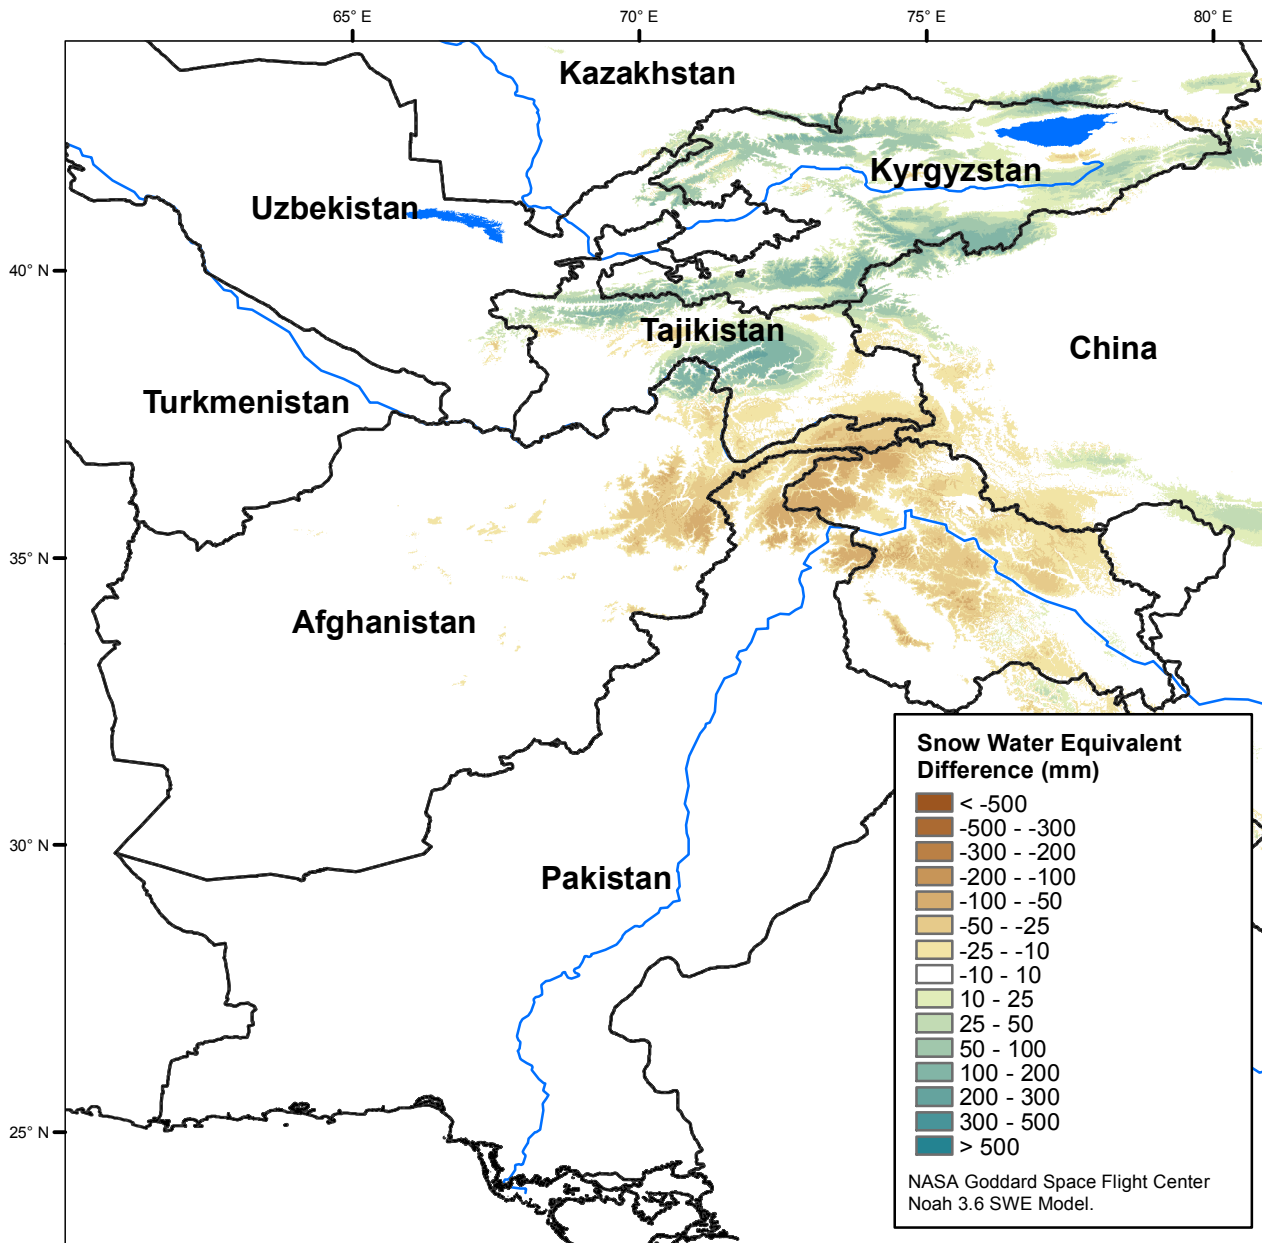 65° E
70° E
75° E
80° E
Kazakhstan
Kyrgyzstan
Uzbekistan
40° N
Tajikistan
China
Turkmenistan
35° N
Afghanistan
30° N
Pakistan
25° N
Snow Water Equivalent
Difference (mm)
< -500
-500 - -300
-300 - -200
-200 - -100
-100 - -50
-50 - -25
-25 - -10
-10 - 10
10 - 25
25 - 50
50 - 100
100 - 200
200 - 300
300 - 500
> 500
NASA Goddard Space Flight Center
Noah 3.6 SWE Model.